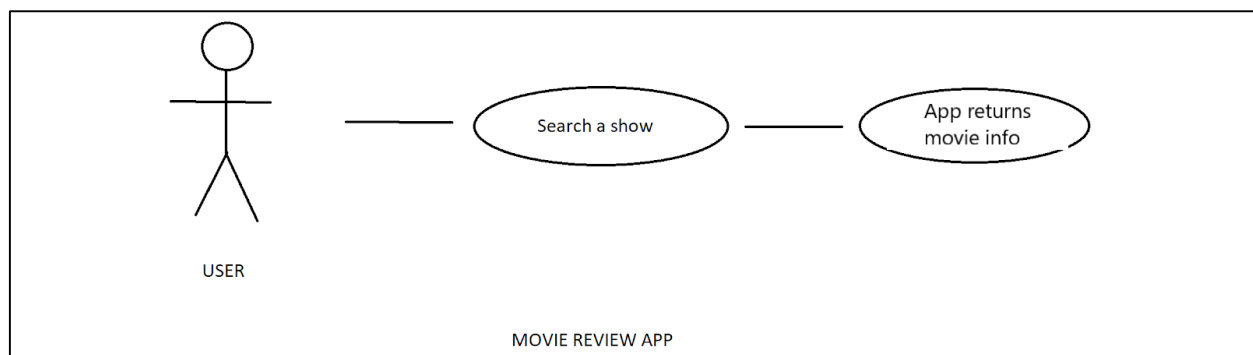 Search a show
App returns
movie info
USER
MOVIE REVIEW APP